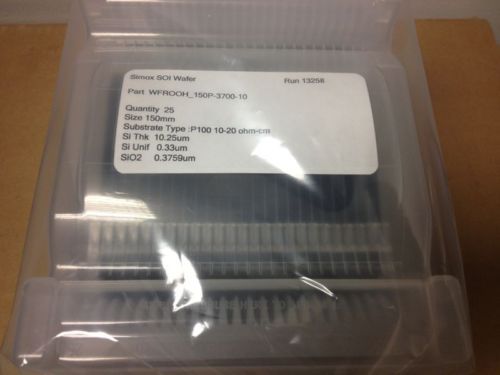 Simox SOI Wafer Run 13258
Part WFROOH_150P-3700-10
Quantity 25
Size 150mm
Substrate Type :P100 10-20 ohm-cm
Si Thk 10.25um
Si Unif 0.33um
SiO2 0.3759um